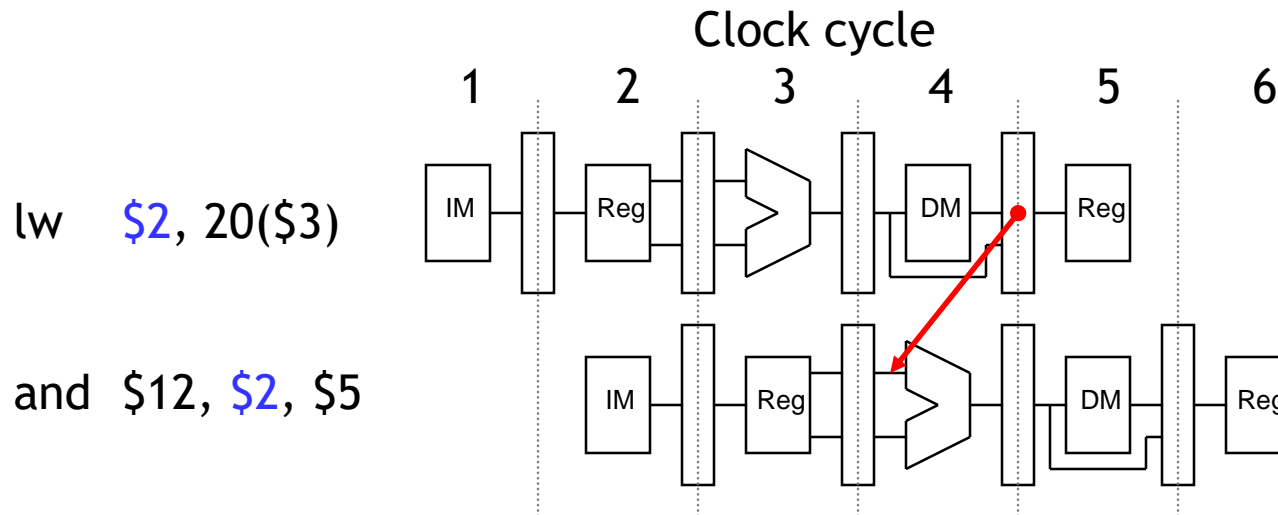 Clock cycle
1 2 3 4 5 6
lw $2, 20($3)
IM Reg DM Reg
and $12, $2, $5
IM Reg DM Reg